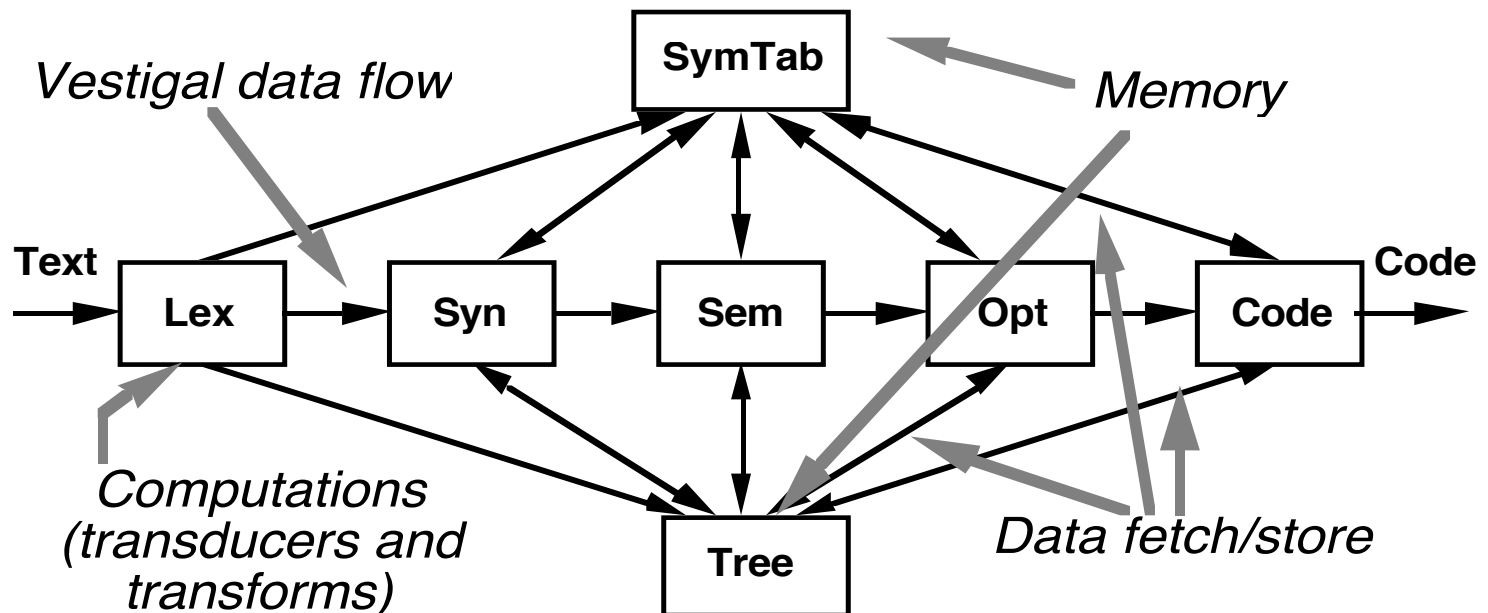 SymTab
Vestigal data flow
Memory
Text
Code
Lex
Syn
Sem
Opt
Code
Computations
(transducers and
transforms)
Data fetch/store
Tree